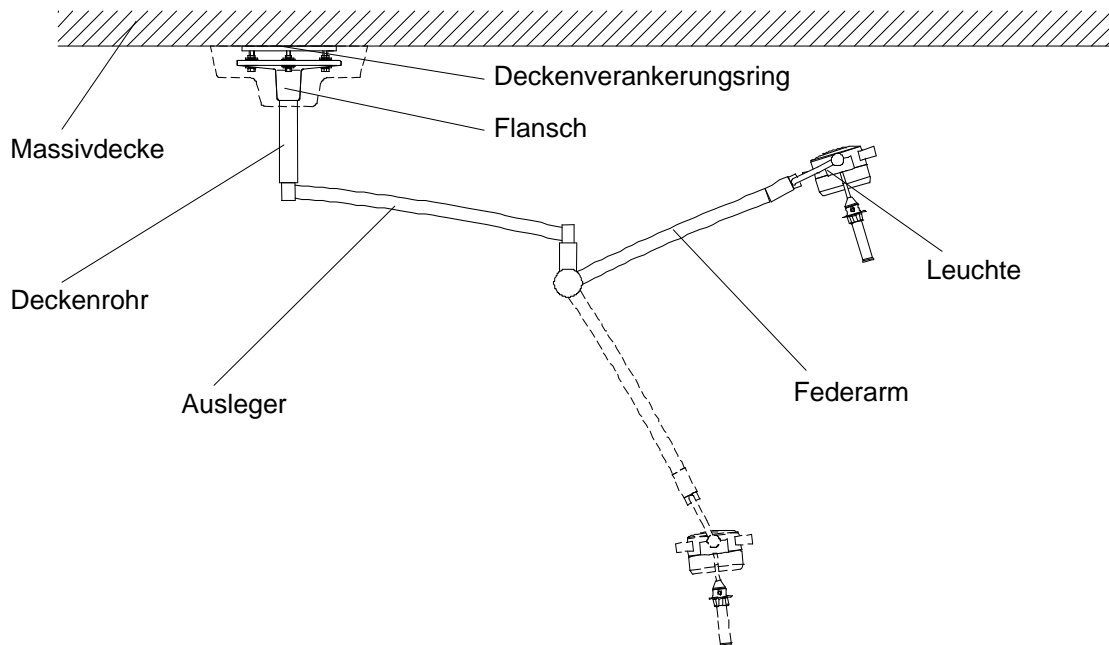 Deckenverankerungsring
Flansch
Massivdecke
Leuchte
Deckenrohr
Federarm
Ausleger